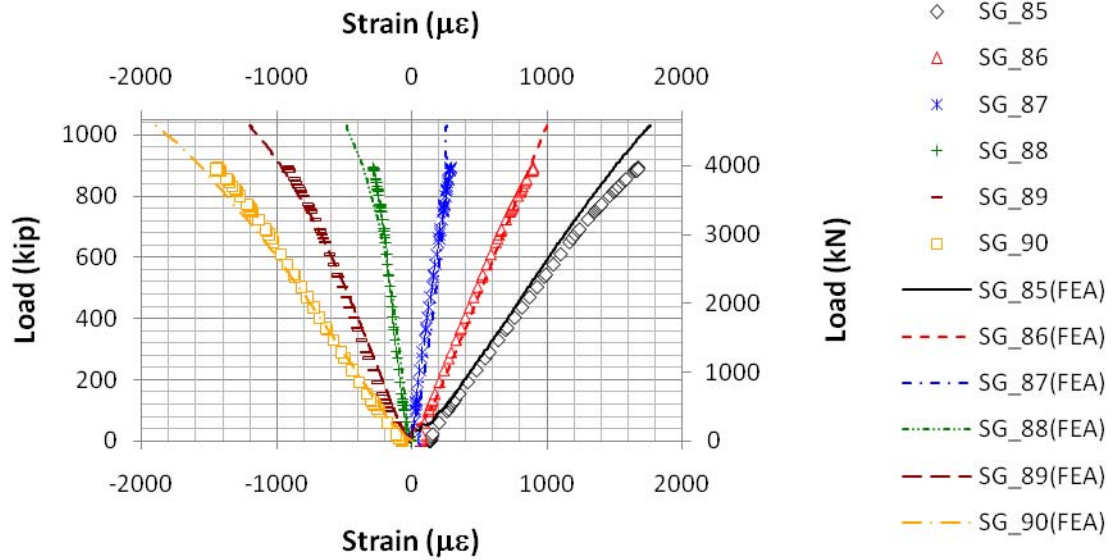 Strain (µε)
-2000 -1000 0 1000 2000
Load (kip)
1000
800
600
400
200
0
4000
3000
2000
1000
0
Load (kN)
-2000 -1000 0 1000 2000
Strain (µε)
SG_85
SG_86
SG_87
SG_88
SG_89
SG_90
SG_85(FEA)
SG_86(FEA)
SG_87(FEA)
SG_88(FEA)
SG_89(FEA)
SG_90(FEA)